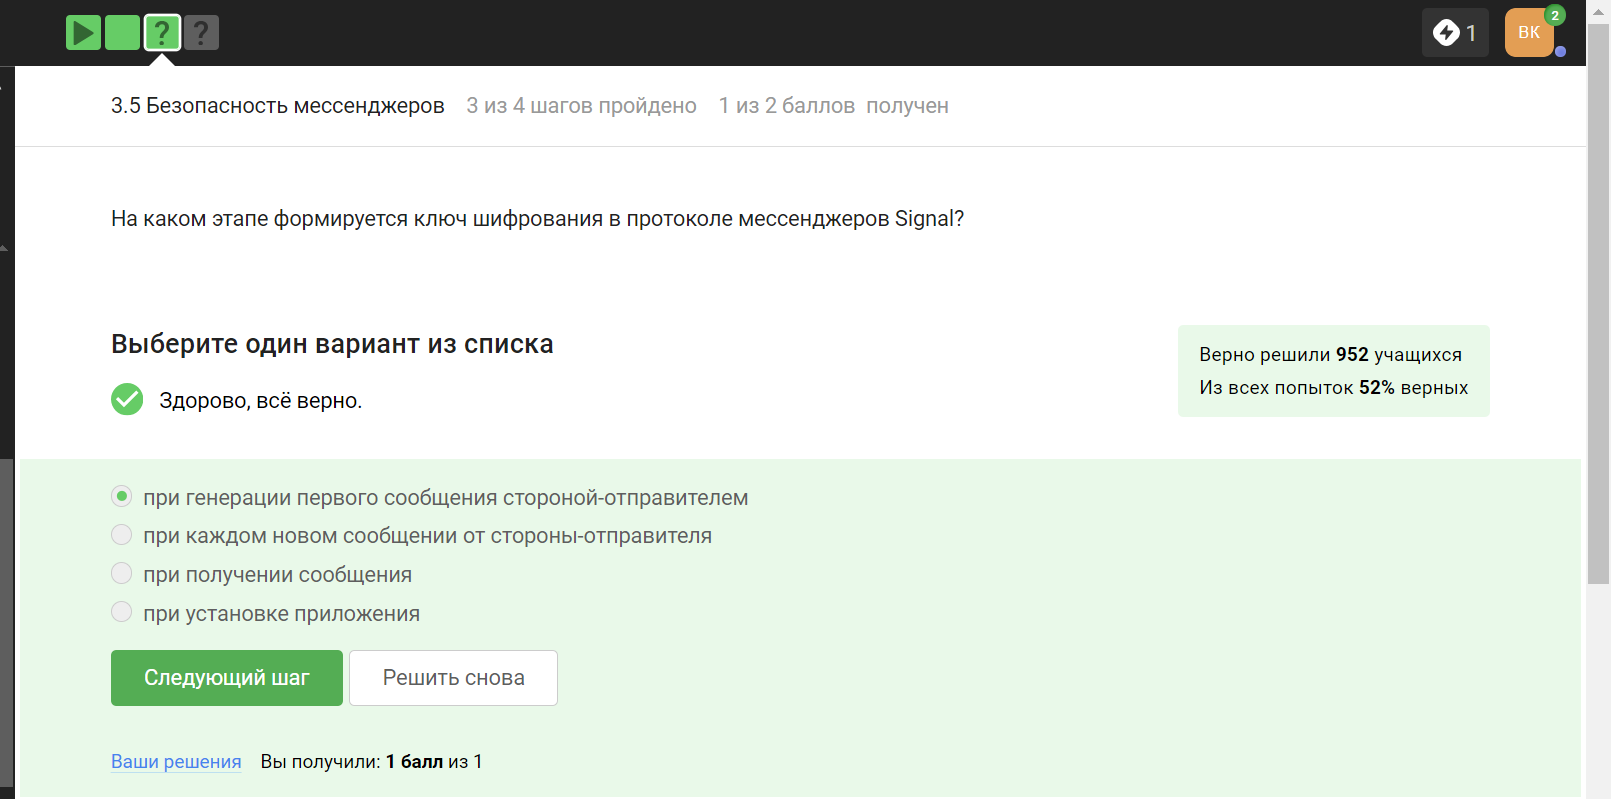 ? ?
1
ВК
2
3.5 Безопасность мессенджеров 3 из 4 шагов пройдено 1 из 2 баллов получен
На каком этапе формируется ключ шифрования в протоколе мессенджеров Signal?
Выберите один вариант из списка
Здорово, всё верно.
Верно решили 952 учащихся
Из всех попыток 52% верных
при генерации первого сообщения стороной-отправителем
при каждом новом сообщении от стороны-отправителя
при получении сообщения
при установке приложения
Следующий шаг Решить снова
Ваши решения Вы получили: 1 балл из 1